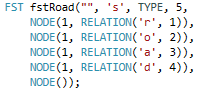 FST fstRoad("", 's', TYPE, 5,
NODE(1, RELATION('r', 1)),
NODE(1, RELATION('o', 2)),
NODE(1, RELATION('a', 3)),
NODE(1, RELATION('d', 4)),
NODE());